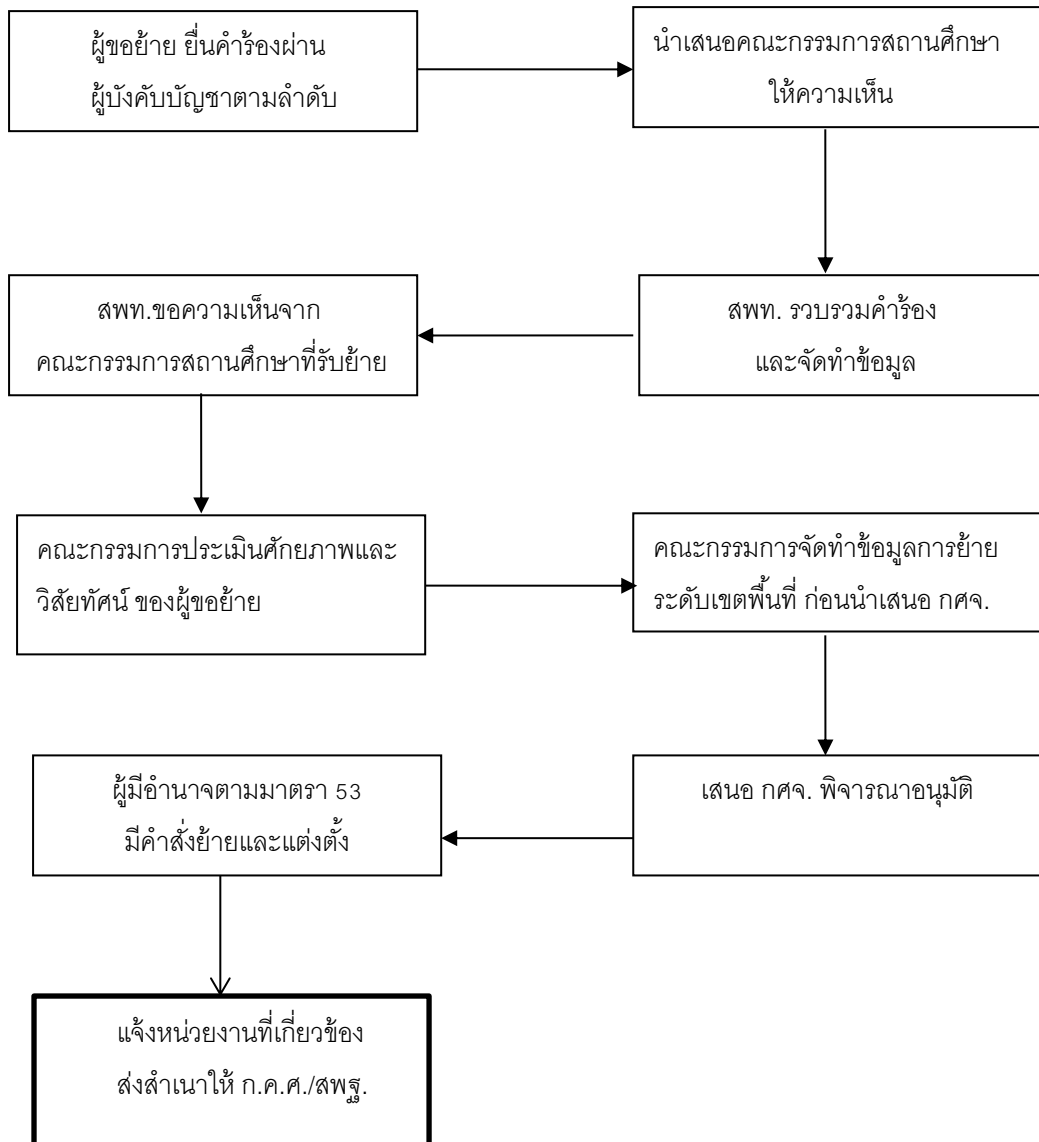 ผู้ขอย้าย ยื่นคำร้องผ่าน
ผู้บังคับบัญชาตามลำดับ
นำเสนอคณะกรรมการสถานศึกษา
ให้ความเห็น
สพท. รวบรวมคำร้อง
และจัดทำข้อมูล
สพท.ขอความเห็นจาก
คณะกรรมการสถานศึกษาที่รับย้าย
คณะกรรมการประเมินศักยภาพและ
วิสัยทัศน์ ของผู้ขอย้าย
คณะกรรมการจัดทำข้อมูลการย้าย
ระดับเขตพื้นที่ ก่อนนำเสนอ กศจ.
เสนอ กศจ. พิจารณาอนุมัติ
ผู้มีอำนาจตามมาตรา 53
มีคำสั่งย้ายและแต่งตั้ง
แจ้งหน่วยงานที่เกี่ยวข้อง
ส่งสำเนาให้ ก.ค.ศ./สพฐ.